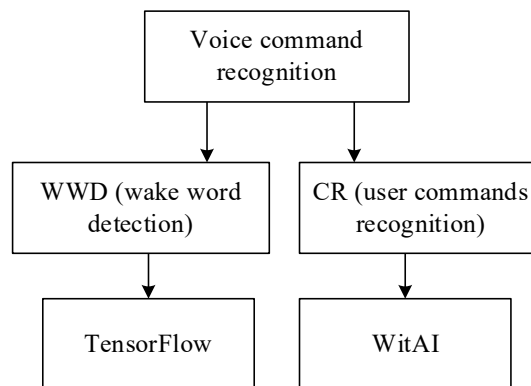 Voice command
recognition
WWD (wake word
detection)
CR (user commands
recognition)
TensorFlow
WitAI